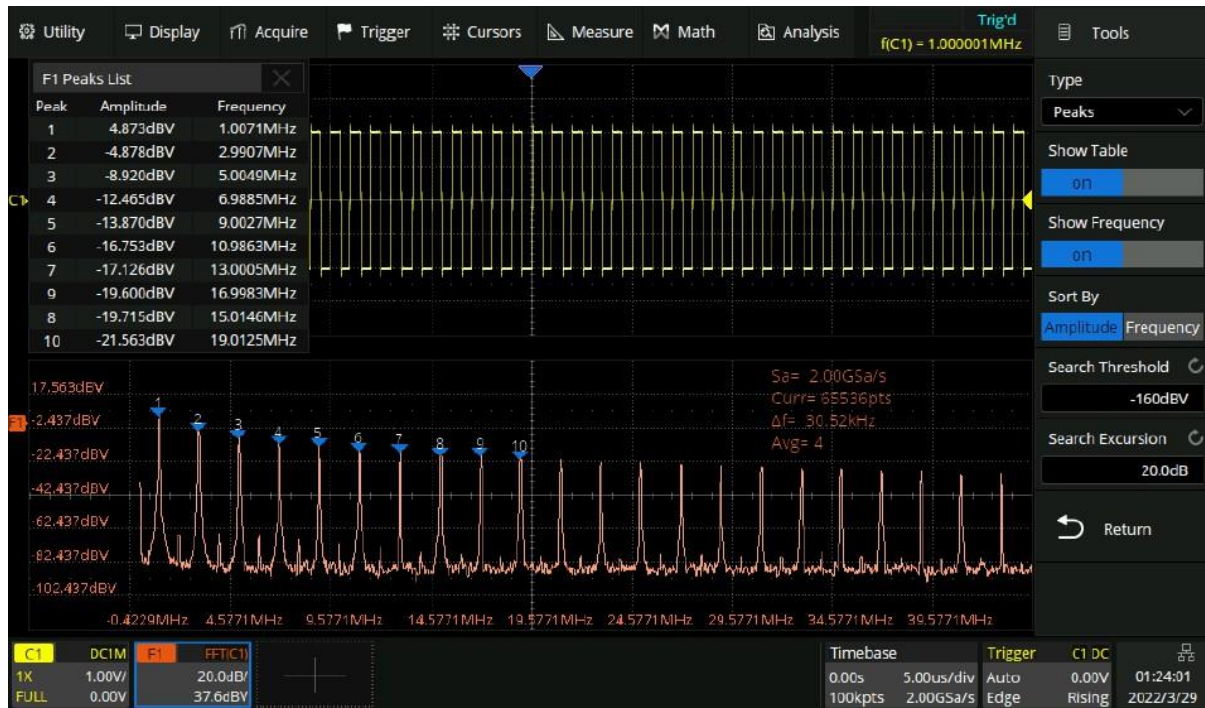 Utility Display Acquire Trigger Cursors Measure Math Analysis Trig'd Tools
f(C1) = 1.000001MHz
F1 Peaks List
Peak Amplitude Frequency
1 4.873dBV 1.0071MHz
2 -4.878dBV 2.9907MHz
3 -8.920dBV 5.0049MHz
4 -12.465dBV 6.9885MHz
5 -13.870dBV 9.0027MHz
6 -16.753dBV 10.9863MHz
7 -17.126dBV 13.0005MHz
9 -19.600dBV 16.9983MHz
8 -19.715dBV 15.0146MHz
10 -21.563dBV 19.0125MHz
C1
Type
Peaks
Show Table
on
Show Frequency
on
Sort By
Amplitude Frequency
Search Threshold
-160dBV
Search Excursion
20.0dB
Return
F1
17.563dBV
-2.437dBV
-22.437dBV
-42.437dBV
-62.437dBV
-82.437dBV
-102.437dBV
1 2 3 4 5 6 7 8 9 10
Sa= 2.00GSa/s
Curr= 65536pts
Δf= 30.52kHz
Avg= 4
-0.4229MHz 4.5771MHz 9.5771MHz 14.5771MHz 19.5771MHz 24.5771MHz 29.5771MHz 34.5771MHz 39.5771MHz
C1 DC1M
1X 1.00V/
FULL 0.00V
F1 FFT(C1)
20.0dB/
37.6dBV
Timebase
0.00s 5.00us/div
100kpts 2.00GSa/s
Trigger C1 DC
Auto 0.00V
Edge Rising
01:24:01
2022/3/29